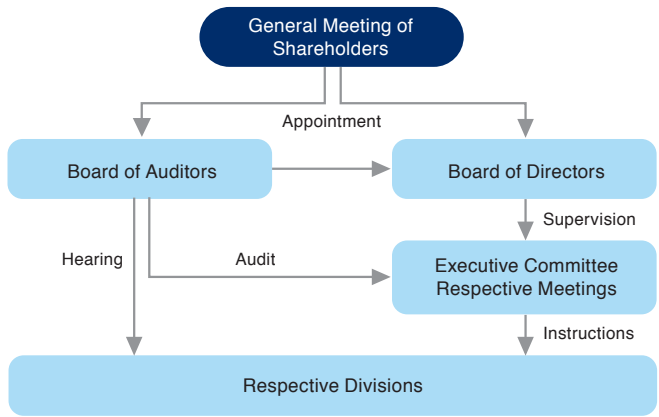 General Meeting of
Shareholders
Appointment
Board of Auditors
Board of Directors
Supervision
Hearing
Audit
Executive Committee
Respective Meetings
Instructions
Respective Divisions